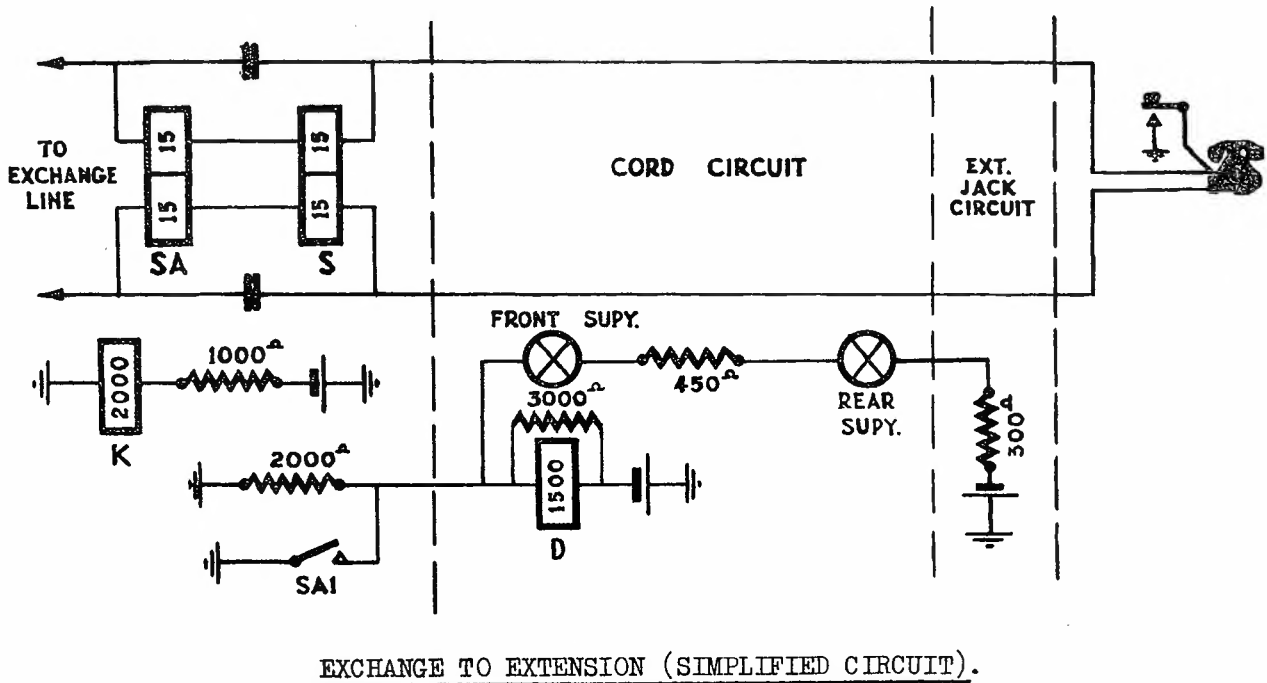 TO
EXCHANGE
LINE
15
15
SA
15
15
S
CORD CIRCUIT
EXT.
JACK
CIRCUIT
FRONT SUPY.
450Ω
REAR
SUPY.
300Ω
2000
K
1000Ω
3000Ω
1500
D
2000Ω
SA1
EXCHANGE TO EXTENSION (SIMPLIFIED CIRCUIT).